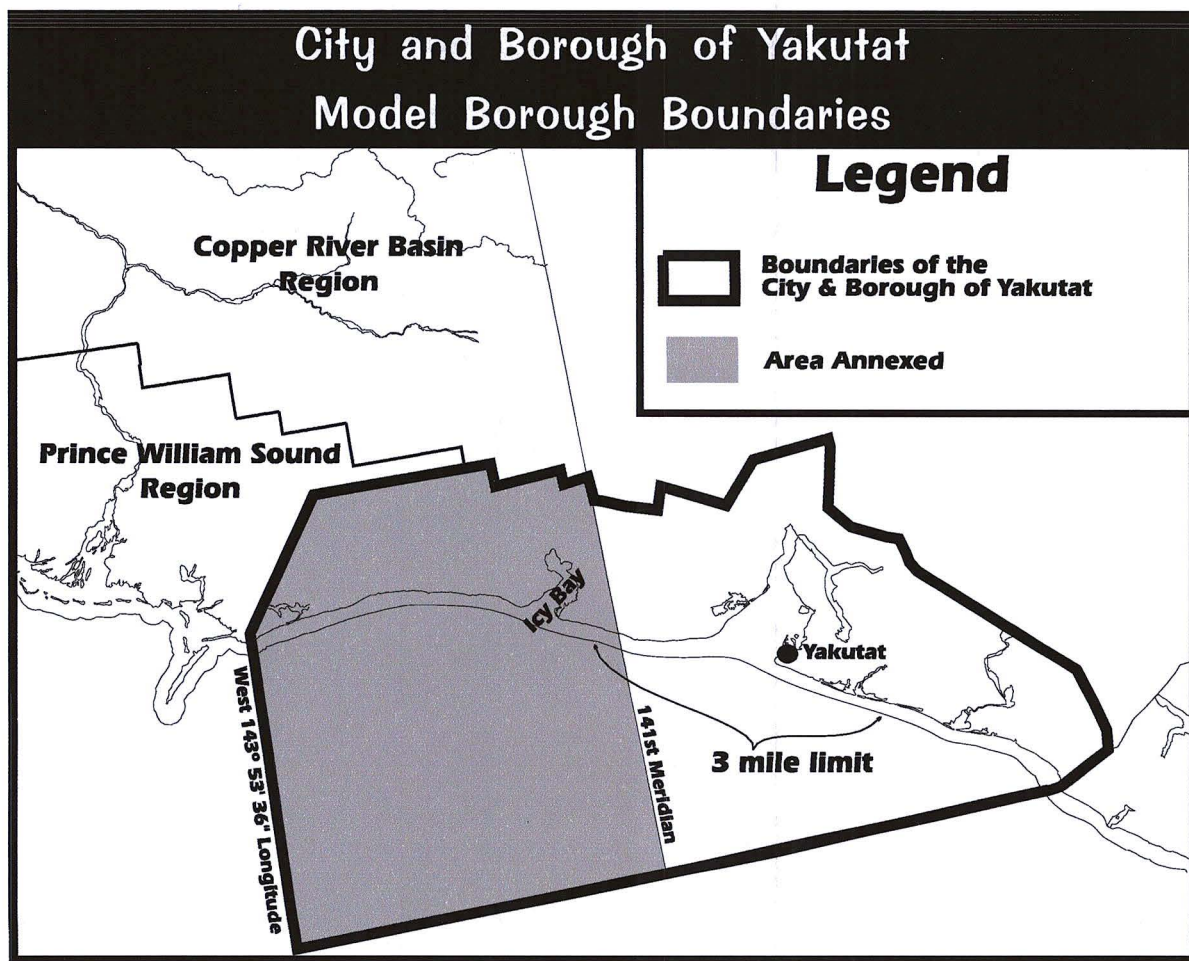 City and Borough of Yakutat
Model Borough Boundaries
Legend
Boundaries of the
City & Borough of Yakutat
Area Annexed
Copper River Basin
Region
Prince William Sound
Region
Icy Bay
Yakutat
3 mile limit
141st Meridian
West 143° 53' 36" Longitude